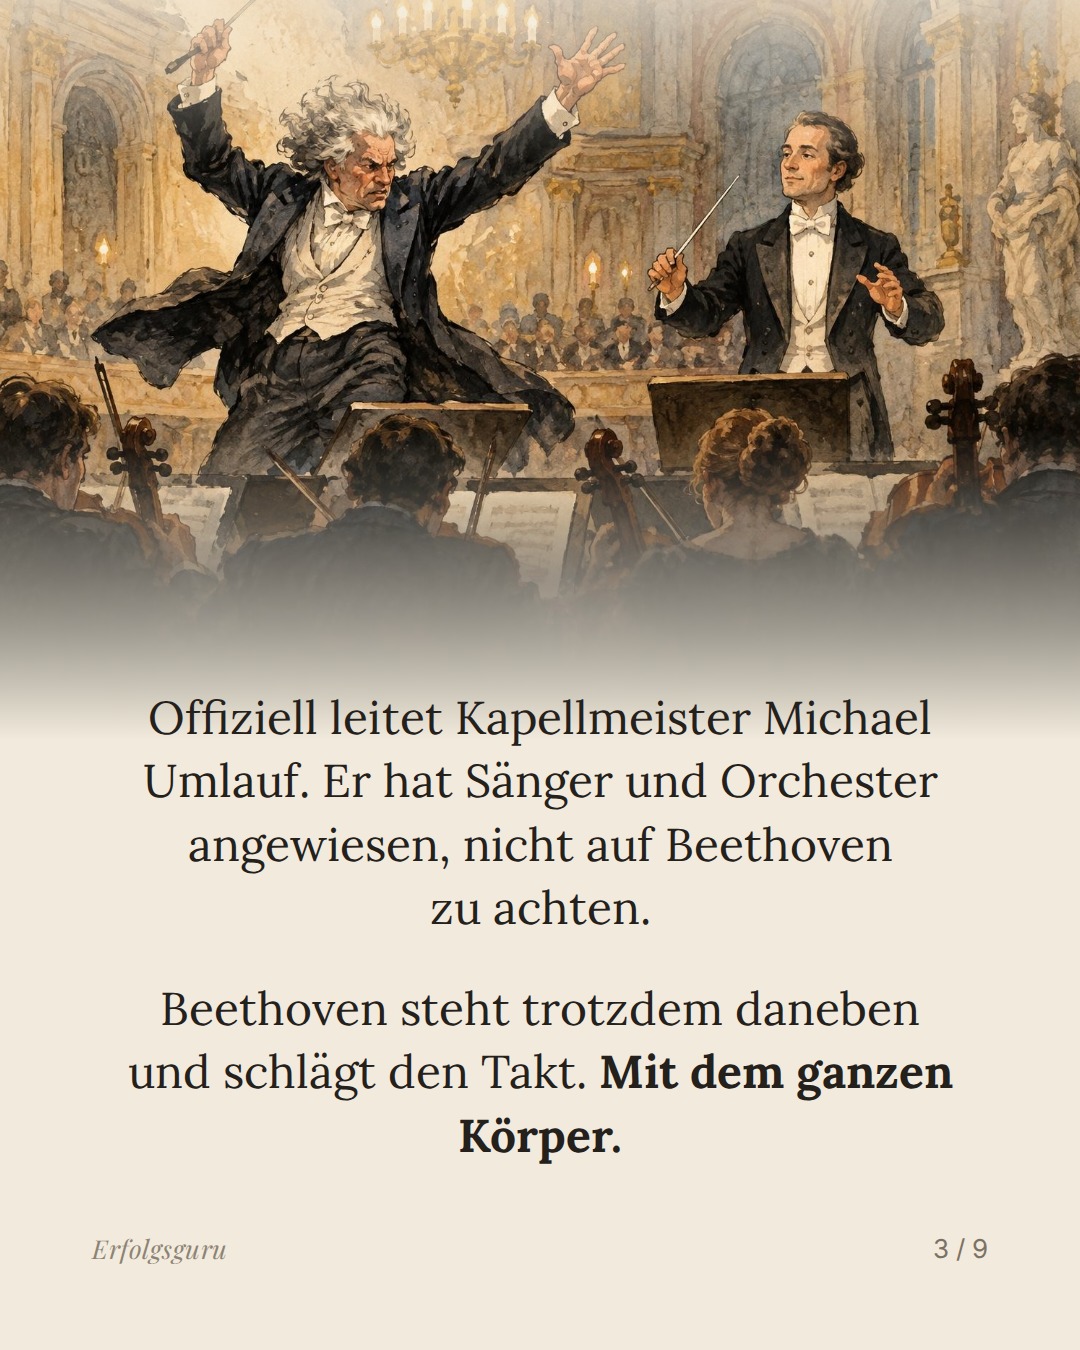 Offiziell leitet Kapellmeister Michael
Umlauf. Er hat Sänger und Orchester
angewiesen, nicht auf Beethoven
zu achten.
Beethoven steht trotzdem daneben
und schlägt den Takt. Mit dem ganzen
Körper.
Erfolgsguru
3 / 9